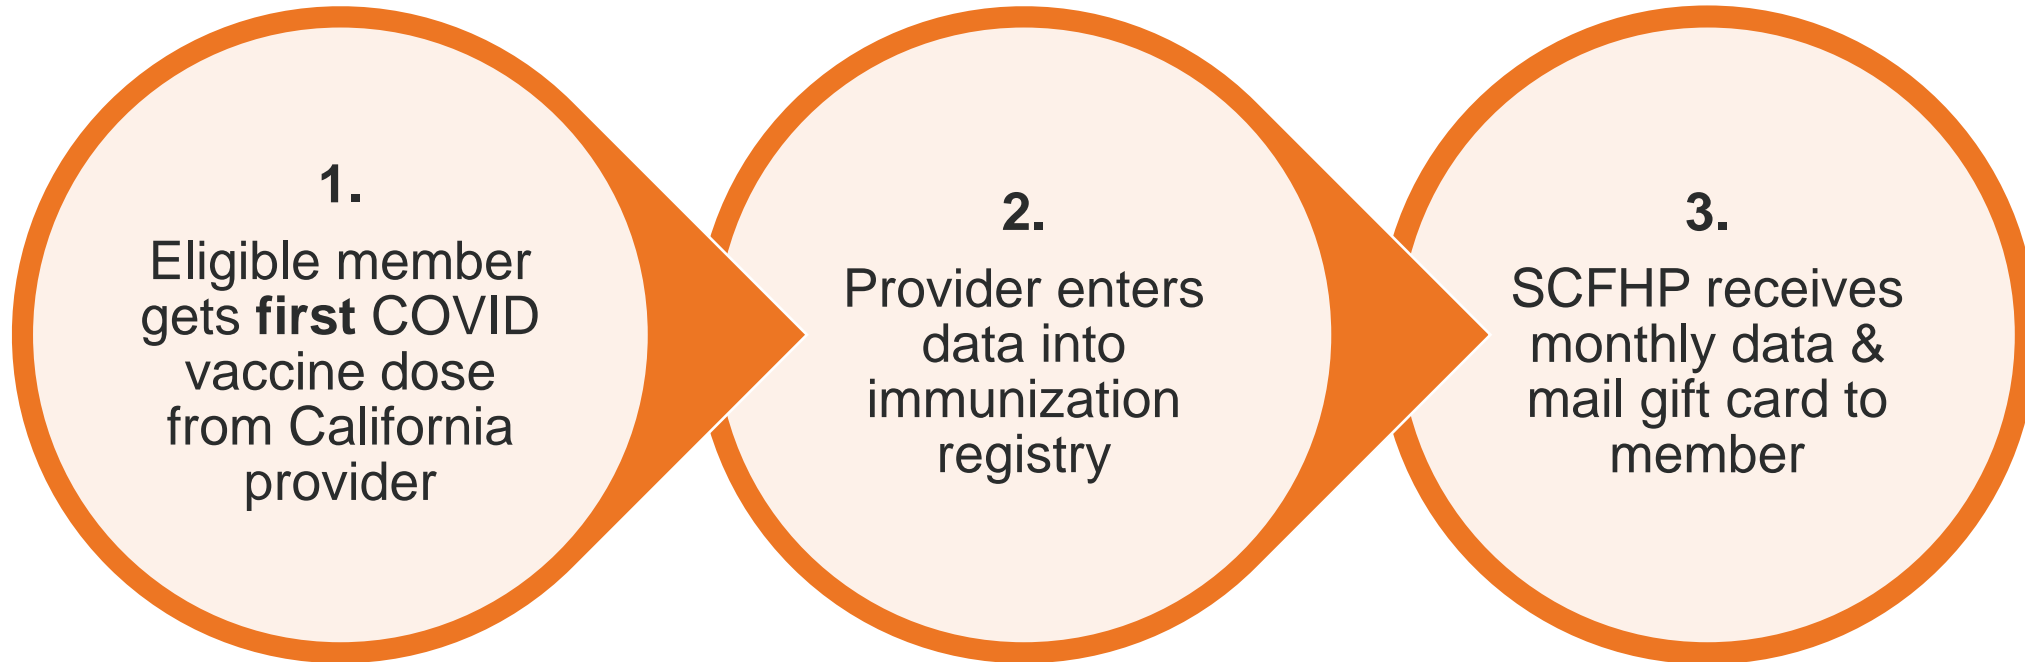 1.
Eligible member
gets first COVID
vaccine dose
from California
provider
2.
Provider enters
data into
immunization
registry
3.
SCFHP receives
monthly data &
mail gift card to
member